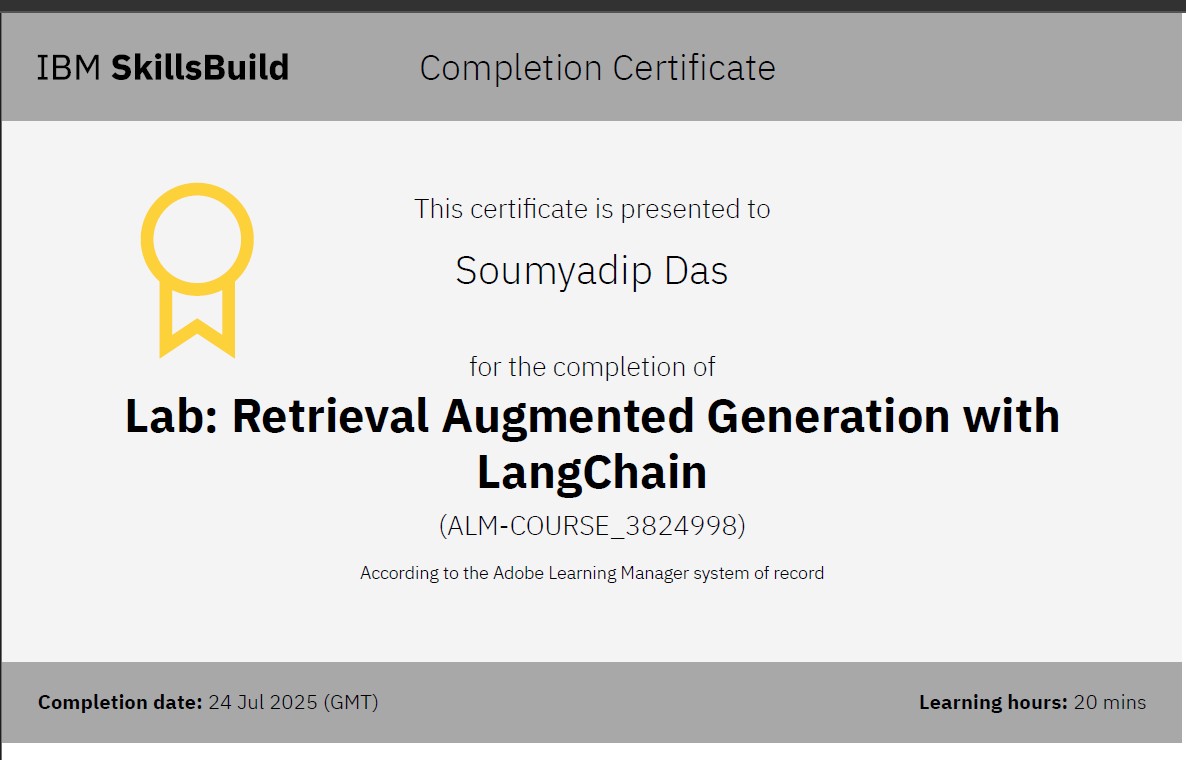 IBM SkillsBuild
Completion Certificate
This certificate is presented to
Soumyadip Das
for the completion of
Lab: Retrieval Augmented Generation with
LangChain
(ALM-COURSE_3824998)
According to the Adobe Learning Manager system of record
Completion date: 24 Jul 2025 (GMT)
Learning hours: 20 mins